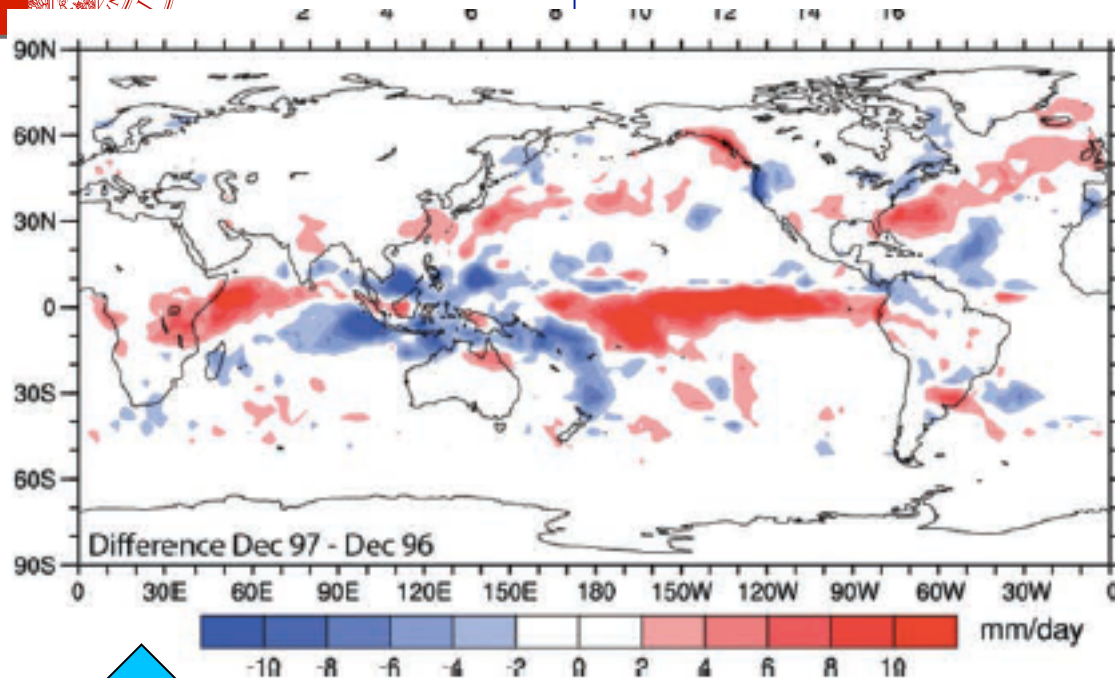 2 4 6 8 10 12 14 16
90N
60N
30N
0
30S
60S
90S
Difference Dec 97 - Dec 96
0 30E 60E 90E 120E 150E 180 150W 120W 90W 60W 30W 0
mm/day
-10 -8 -6 -4 -2 0 2 4 6 8 10